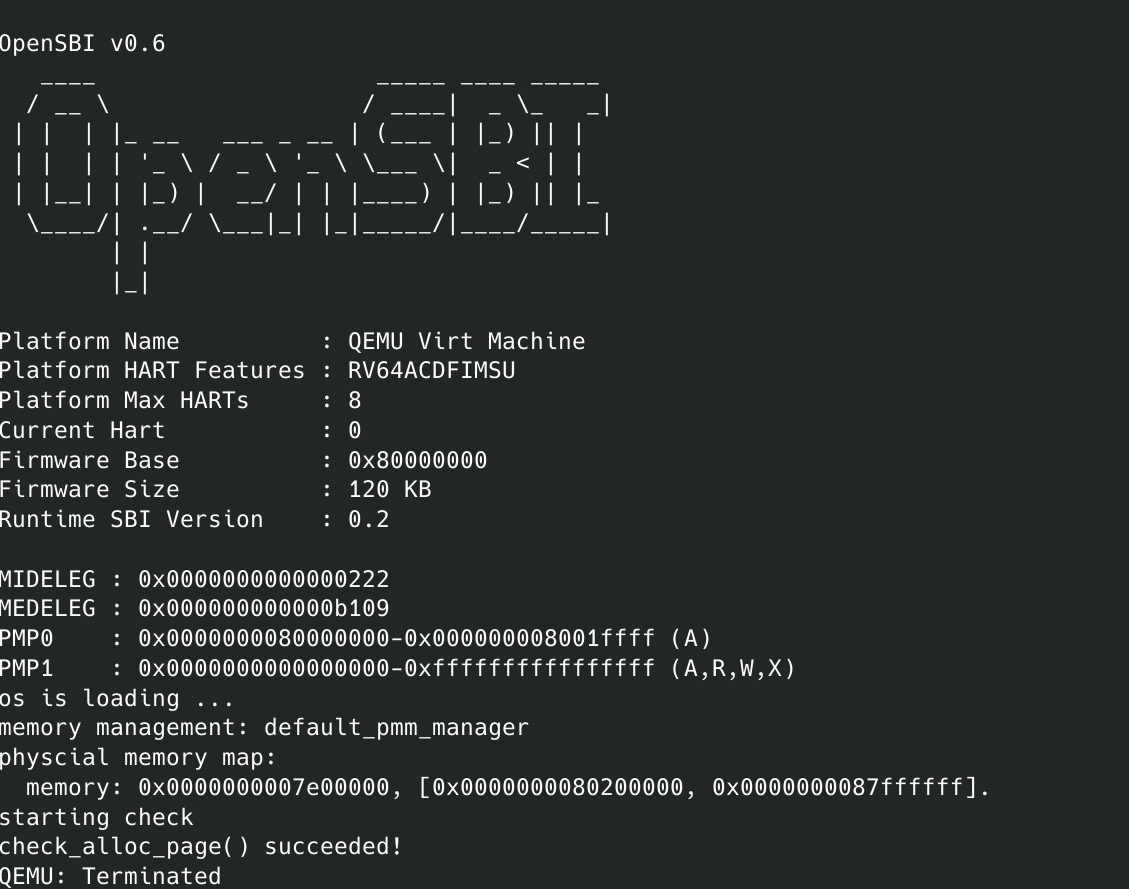 OpenSBI v0.6
   ____                    _____ ____ _____
  / __ \                  / ____|  _ \_   _|
 | |  | |_ __   ___ _ __ | (___ | |_) || |
 | |  | | '_ \ / _ \ '_ \ \___ \|  _ < | |
 | |__| | |_) |  __/ | | |____) | |_) || |_
  \____/| .__/ \___|_| |_|_____/|____/_____|
        | |
        |_|
Platform Name          : QEMU Virt Machine
Platform HART Features : RV64ACDFIMSU
Platform Max HARTs     : 8
Current Hart           : 0
Firmware Base          : 0x80000000
Firmware Size          : 120 KB
Runtime SBI Version    : 0.2
MIDELEG : 0x0000000000000222
MEDELEG : 0x000000000000b109
PMP0    : 0x0000000080000000-0x000000008001ffff (A)
PMP1    : 0x0000000000000000-0xffffffffffffffff (A,R,W,X)
os is loading ...
memory management: default_pmm_manager
physcial memory map:
  memory: 0x0000000007e00000, [0x0000000080200000, 0x0000000087ffffff].
starting check
check_alloc_page() succeeded!
QEMU: Terminated